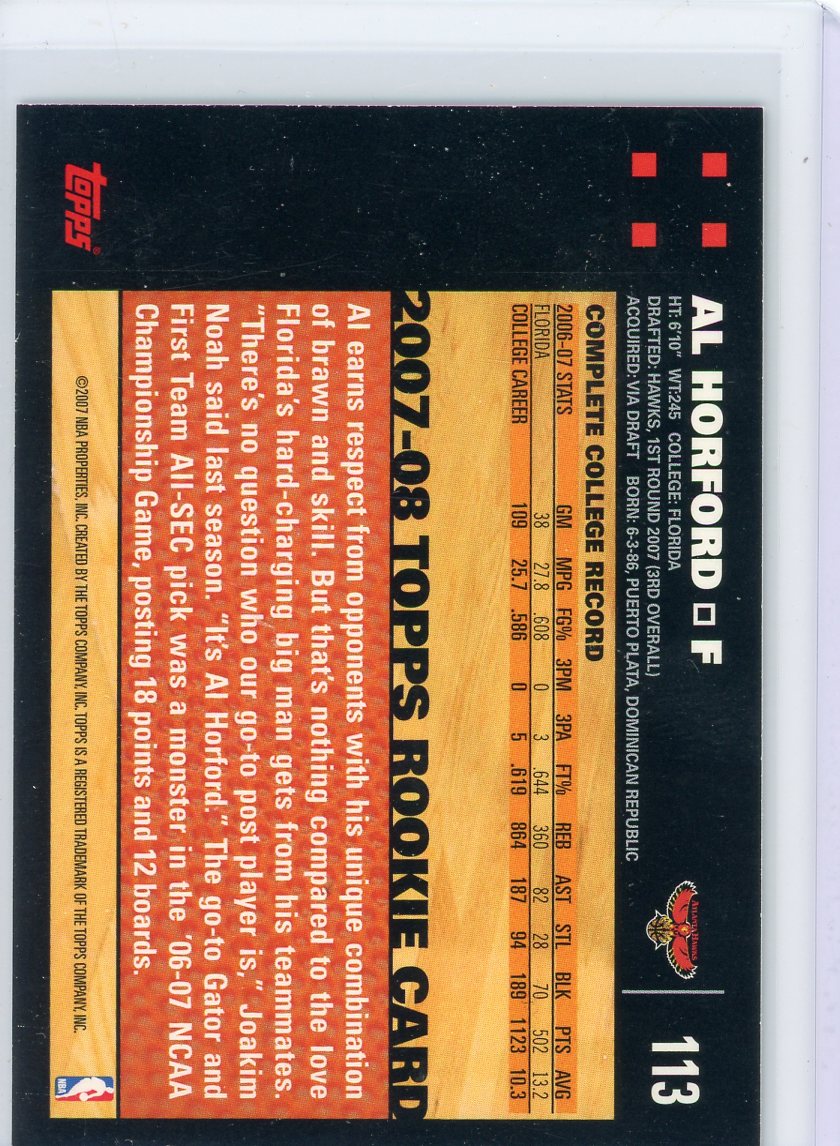 AL HORFORD F
113
ATLANTA HAWKS
HT: 6'10" WT:245 COLLEGE: FLORIDA
DRAFTED: HAWKS, 1ST ROUND 2007 (3RD OVERALL)
ACQUIRED: VIA DRAFT BORN: 6-3-86, PUERTO PLATA, DOMINICAN REPUBLIC
COMPLETE COLLEGE RECORD
2006-07 STATS GM MPG FG% 3PM 3PA FT% REB AST STL BLK PTS AVG
FLORIDA 38 27.8 .608 0 3 .644 360 82 28 70 502 13.2
COLLEGE CAREER 109 25.7 .586 0 5 .619 864 187 94 189 1123 10.3
2007-08 TOPPS ROOKIE CARD
Al earns respect from opponents with his unique combination
of brawn and skill. But that's nothing compared to the love
Florida's hard-charging big man gets from his teammates.
"There's no question who our go-to post player is," Joakim
Noah said last season. "It's Al Horford." The go-to Gator and
First Team All-SEC pick was a monster in the '06-07 NCAA
Championship Game, posting 18 points and 12 boards.
©2007 NBA PROPERTIES, INC. CREATED BY THE TOPPS COMPANY, INC. TOPPS IS A REGISTERED TRADEMARK OF THE TOPPS COMPANY, INC.
topps®
NBA